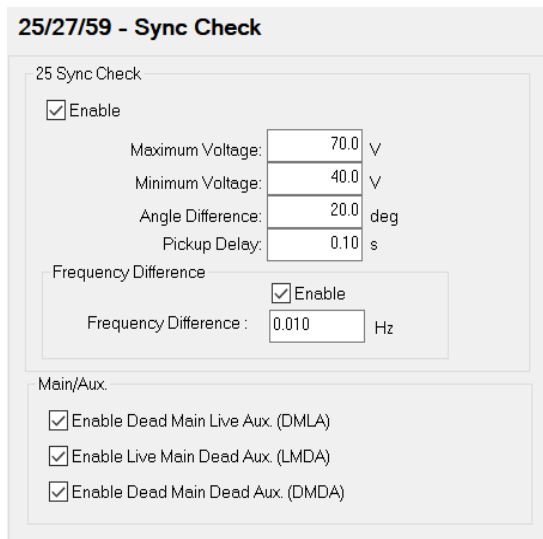 25/27/59 - Sync Check
25 Sync Check
Enable
Maximum Voltage: 70.0 V
Minimum Voltage: 40.0 V
Angle Difference: 20.0 deg
Pickup Delay: 0.10 s
Frequency Difference
Enable
Frequency Difference : 0.010 Hz
Main/Aux.
Enable Dead Main Live Aux. (DMLA)
Enable Live Main Dead Aux. (LMDA)
Enable Dead Main Dead Aux. (DMDA)